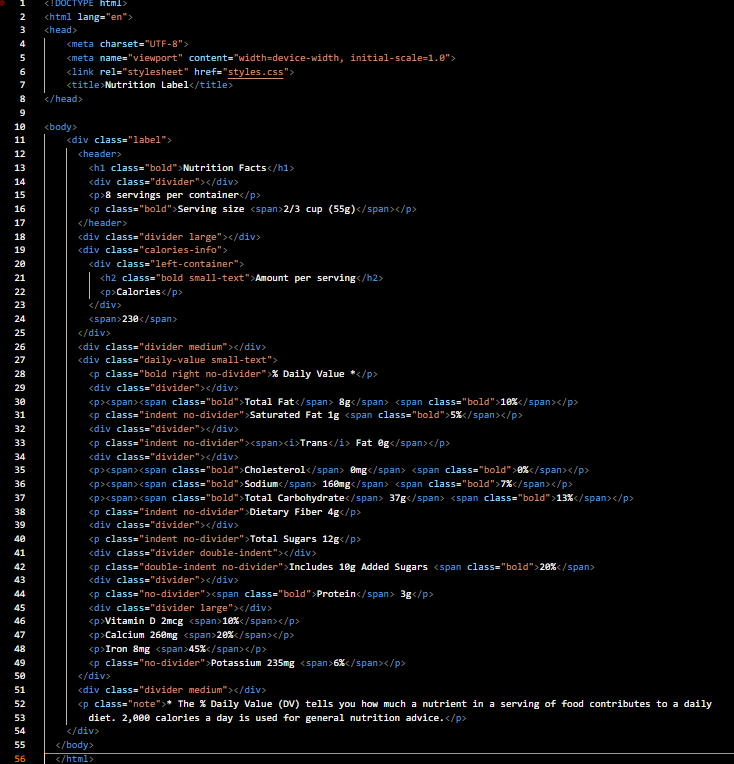 1 <!DOCTYPE html>
2 <html lang="en">
3 <head>
4 <meta charset="UTF-8">
5 <meta name="viewport" content="width=device-width, initial-scale=1.0">
6 <link rel="stylesheet" href="styles.css">
7 <title>Nutrition Label</title>
8 </head>
9
10 <body>
11 <div class="label">
12 <header>
13 <h1 class="bold">Nutrition Facts</h1>
14 <div class="divider"></div>
15 <p>8 servings per container</p>
16 <p class="bold">Serving size <span>2/3 cup (55g)</span></p>
17 </header>
18 <div class="divider large"></div>
19 <div class="calories-info">
20 <div class="left-container">
21 <h2 class="bold small-text">Amount per serving</h2>
22 <p>Calories</p>
23 </div>
24 <span>230</span>
25 </div>
26 <div class="divider medium"></div>
27 <div class="daily-value small-text">
28 <p class="bold right no-divider">% Daily Value *</p>
29 <div class="divider"></div>
30 <p><span><span class="bold">Total Fat</span> 8g</span> <span class="bold">10%</span></p>
31 <p class="indent no-divider">Saturated Fat 1g <span class="bold">5%</span></p>
32 <div class="divider"></div>
33 <p class="indent no-divider"><span><i>Trans</i> Fat 0g</span></p>
34 <div class="divider"></div>
35 <p><span><span class="bold">Cholesterol</span> 0mg</span> <span class="bold">0%</span></p>
36 <p><span><span class="bold">Sodium</span> 160mg</span> <span class="bold">7%</span></p>
37 <p><span><span class="bold">Total Carbohydrate</span> 37g</span> <span class="bold">13%</span></p>
38 <p class="indent no-divider">Dietary Fiber 4g</p>
39 <div class="divider"></div>
40 <p class="indent no-divider">Total Sugars 12g</p>
41 <div class="divider double-indent"></div>
42 <p class="double-indent no-divider">Includes 10g Added Sugars <span class="bold">20%</span></p>
43 <div class="divider"></div>
44 <p class="no-divider"><span class="bold">Protein</span> 3g</p>
45 <div class="divider large"></div>
46 <p>Vitamin D 2mcg <span>10%</span></p>
47 <p>Calcium 260mg <span>20%</span></p>
48 <p>Iron 8mg <span>45%</span></p>
49 <p class="no-divider">Potassium 235mg <span>6%</span></p>
50 </div>
51 <div class="divider medium"></div>
52 <p class="note">* The % Daily Value (DV) tells you how much a nutrient in a serving of food contributes to a daily
53 diet. 2,000 calories a day is used for general nutrition advice.</p>
54 </div>
55 </body>
56 </html>